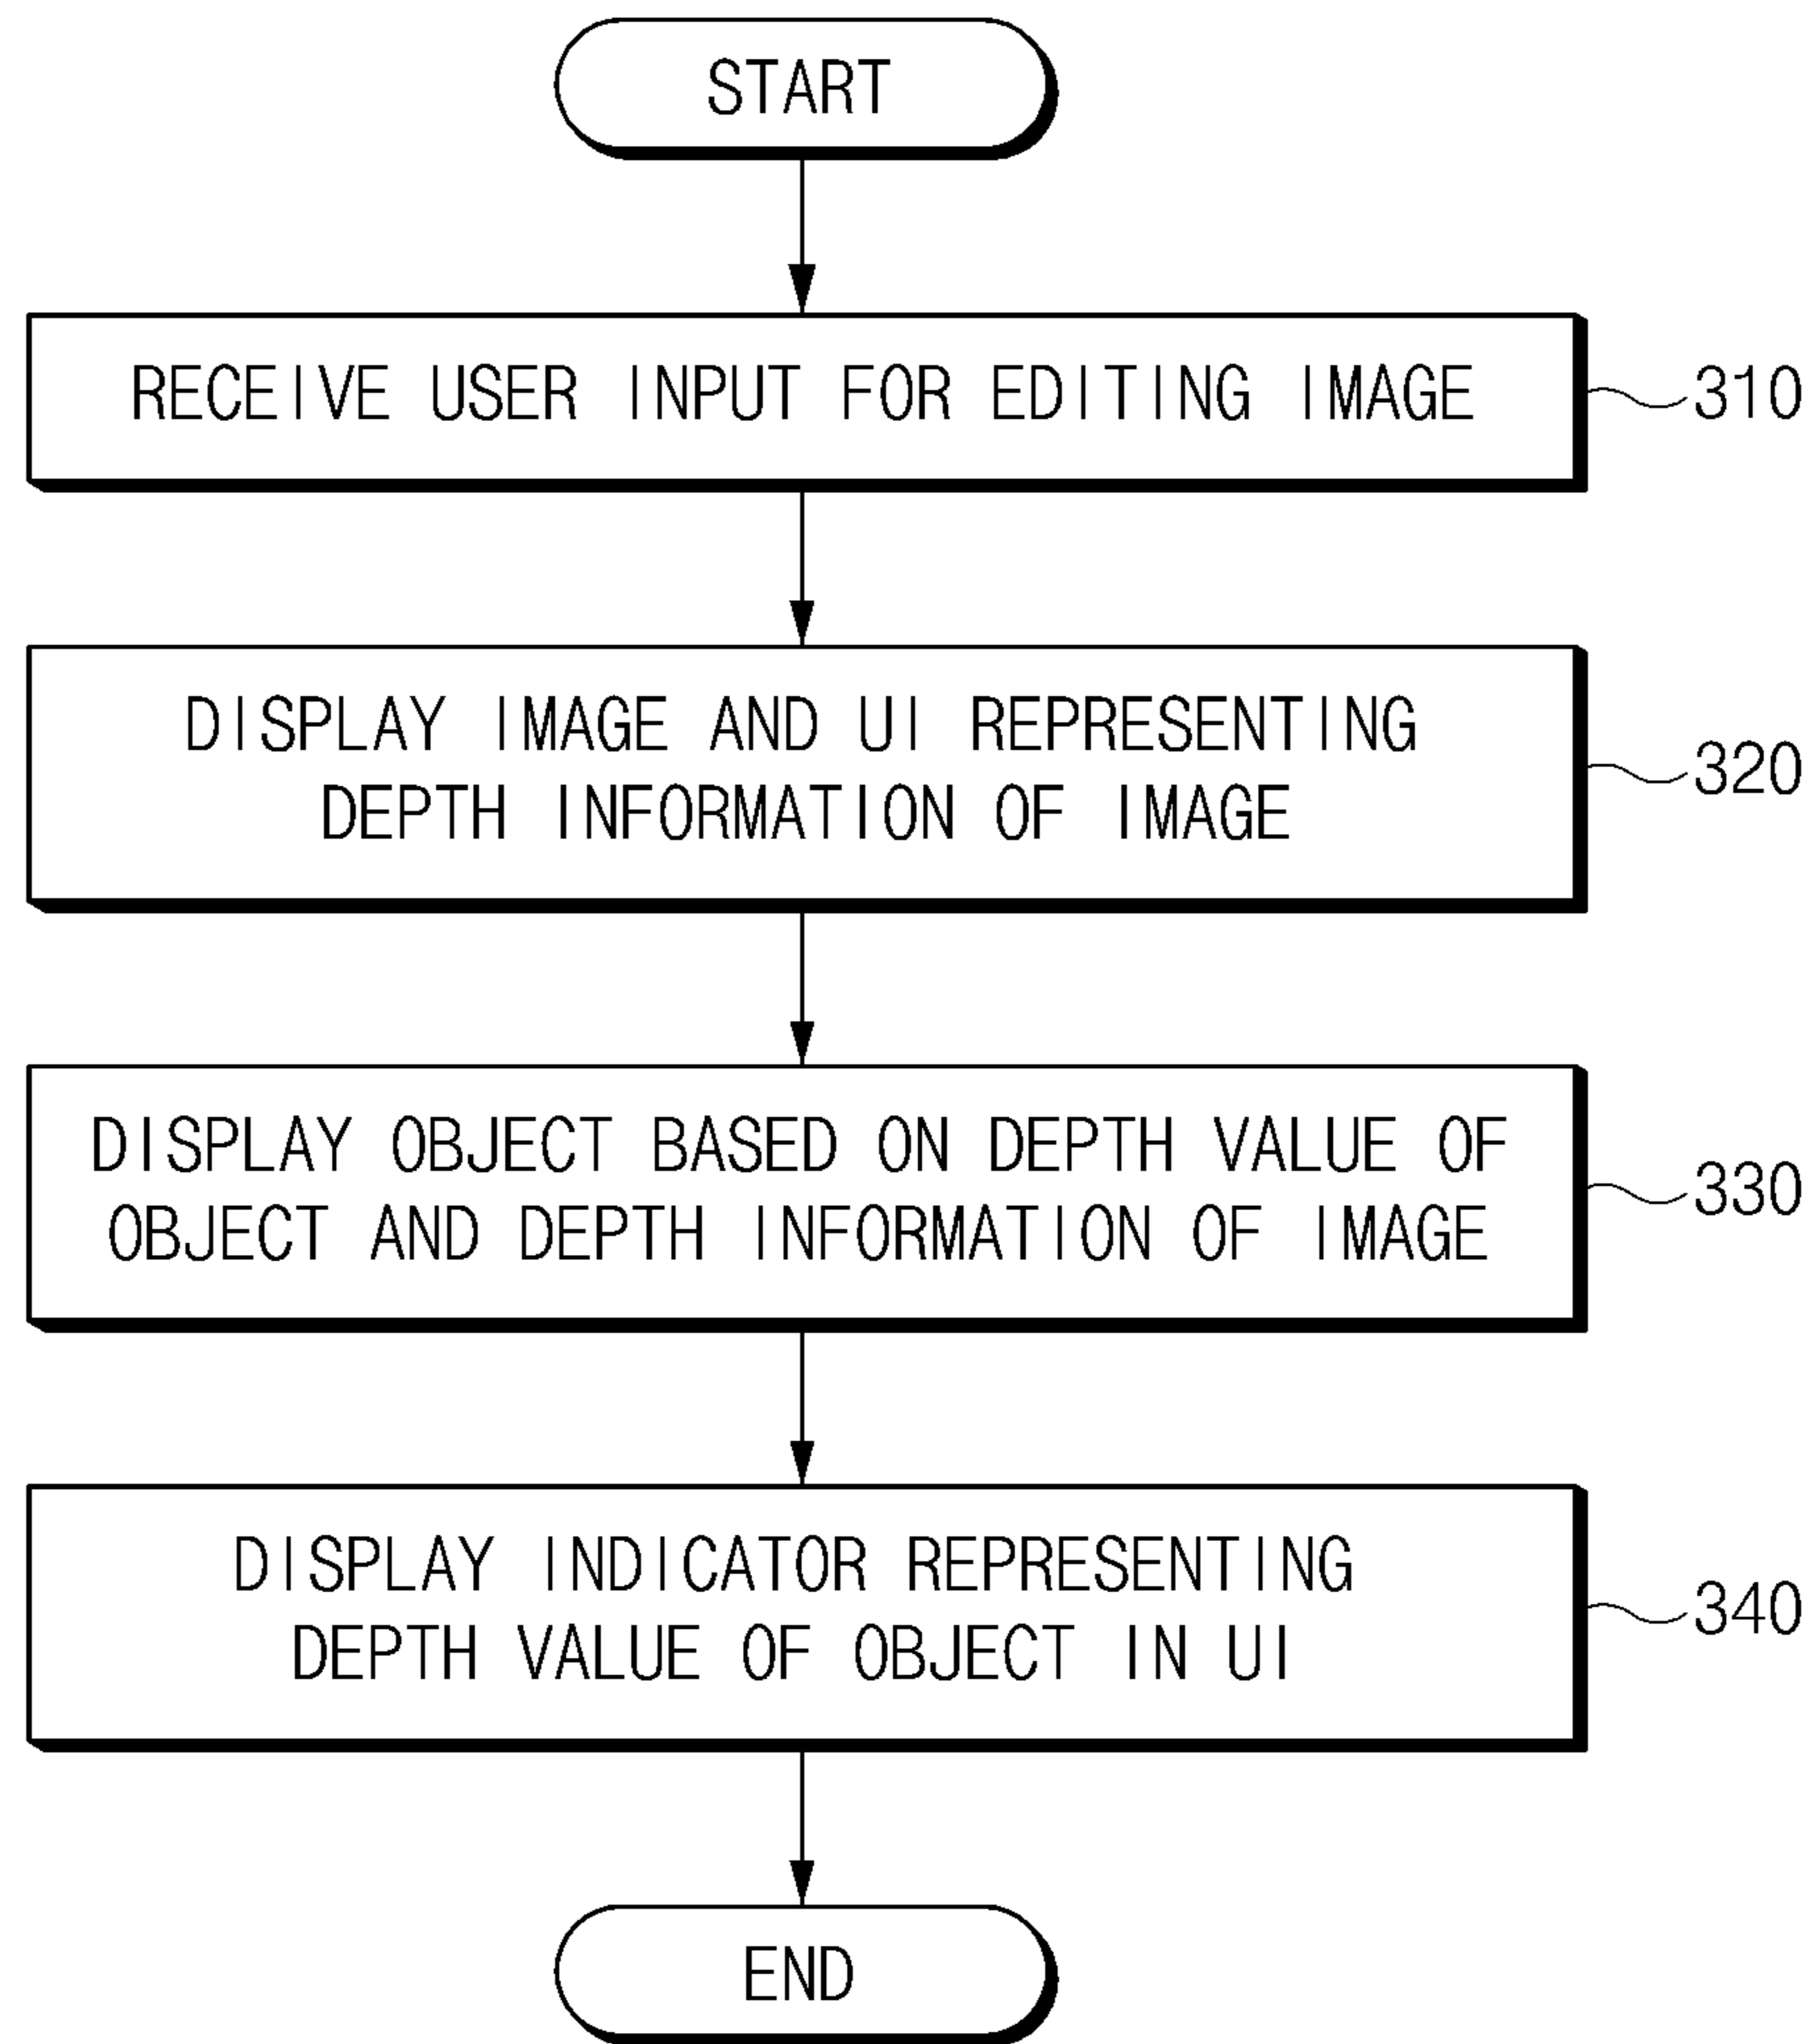 START
RECEIVE USER INPUT FOR EDITING IMAGE
310
DISPLAY IMAGE AND UI REPRESENTING
DEPTH INFORMATION OF IMAGE
320
DISPLAY OBJECT BASED ON DEPTH VALUE OF
OBJECT AND DEPTH INFORMATION OF IMAGE
330
DISPLAY INDICATOR REPRESENTING
DEPTH VALUE OF OBJECT IN UI
340
END